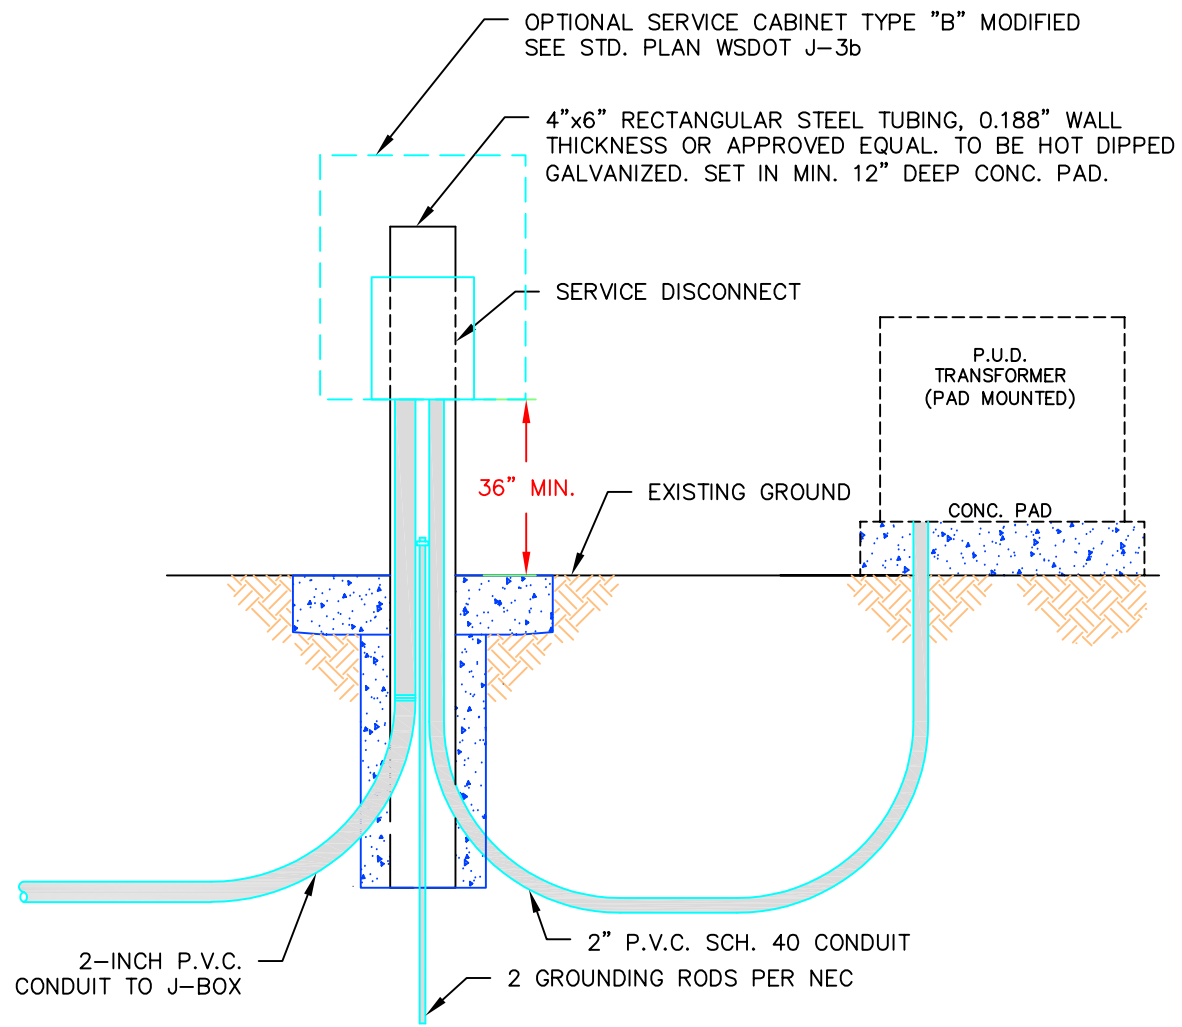 OPTIONAL SERVICE CABINET TYPE "B" MODIFIED
SEE STD. PLAN WSDOT J-3b
4"x6" RECTANGULAR STEEL TUBING, 0.188" WALL
THICKNESS OR APPROVED EQUAL. TO BE HOT DIPPED
GALVANIZED. SET IN MIN. 12" DEEP CONC. PAD.
SERVICE DISCONNECT
P.U.D.
TRANSFORMER
(PAD MOUNTED)
36" MIN.
EXISTING GROUND
CONC. PAD
2" P.V.C. SCH. 40 CONDUIT
2-INCH P.V.C.
CONDUIT TO J-BOX
2 GROUNDING RODS PER NEC